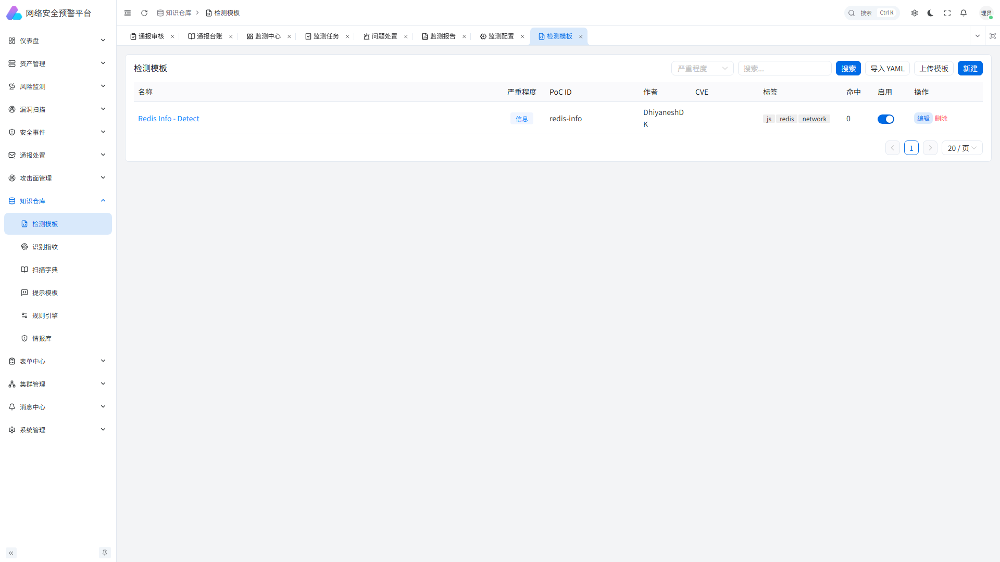 网络安全预警平台
知识仓库 > 检测模板
搜索 Ctrl K
理员
通报审核 通报台账 监测中心 监测任务 问题处置 监测报告 监测配置 检测模板
仪表盘
资产管理
风险监测
漏洞扫描
安全事件
通报处置
攻击面管理
知识仓库
检测模板
识别指纹
扫描字典
提示模板
规则引擎
情报库
表单中心
集群管理
消息中心
系统管理
检测模板
严重程度 搜索... 搜索 导入 YAML 上传模板 新建
名称 严重程度 PoC ID 作者 CVE 标签 命中 启用 操作
Redis Info - Detect 信息 redis-info DhiyaneshD
K js redis network 0 编辑 删除
1 20 / 页